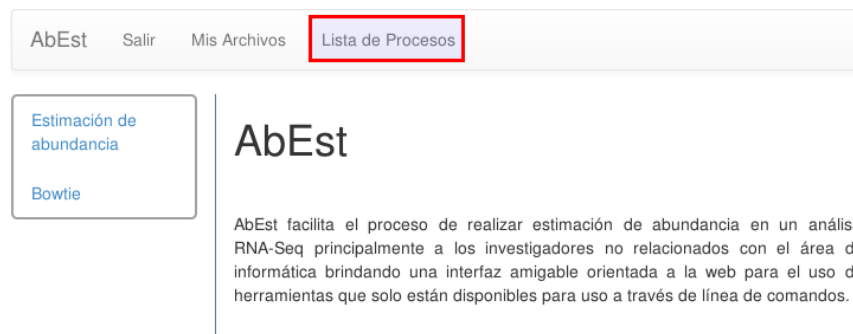 AbEst Salir Mis Archivos Lista de Procesos
Estimación de
abundancia
Bowtie
AbEst
AbEst facilita el proceso de realizar estimación de abundancia en un anális
RNA-Seq principalmente a los investigadores no relacionados con el área d
informática brindando una interfaz amigable orientada a la web para el uso d
herramientas que solo están disponibles para uso a través de línea de comandos.